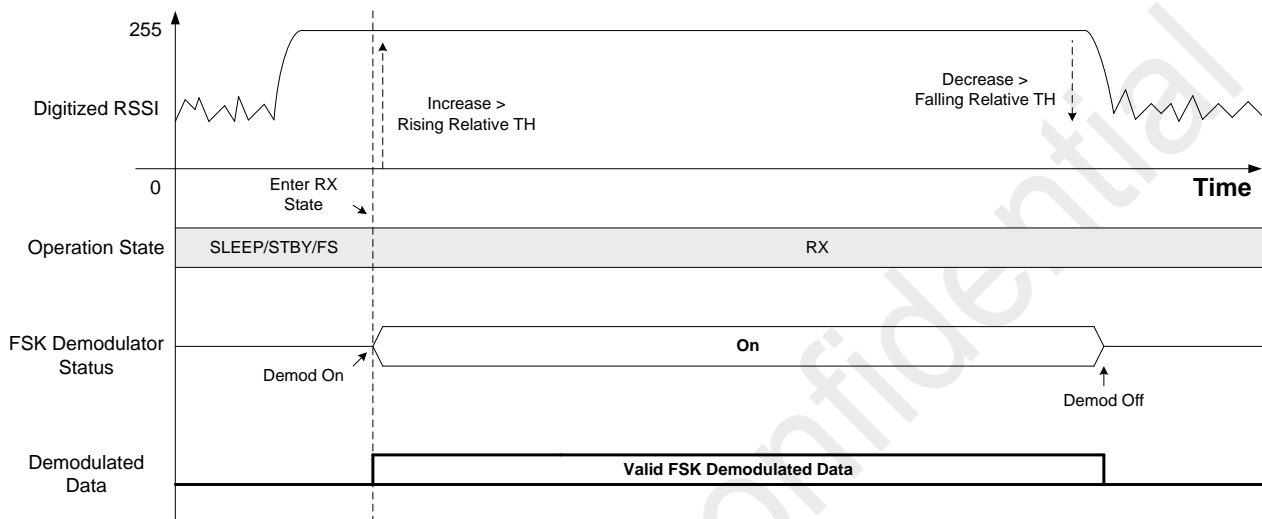 255
Digitized RSSI
Increase >
Rising Relative TH
Decrease >
Falling Relative TH
0
Enter RX
State
Time
Operation State
SLEEP/STBY/FS
RX
FSK Demodulator
Status
On
Demod On
Demod Off
Demodulated
Data
Valid FSK Demodulated Data
onfidential